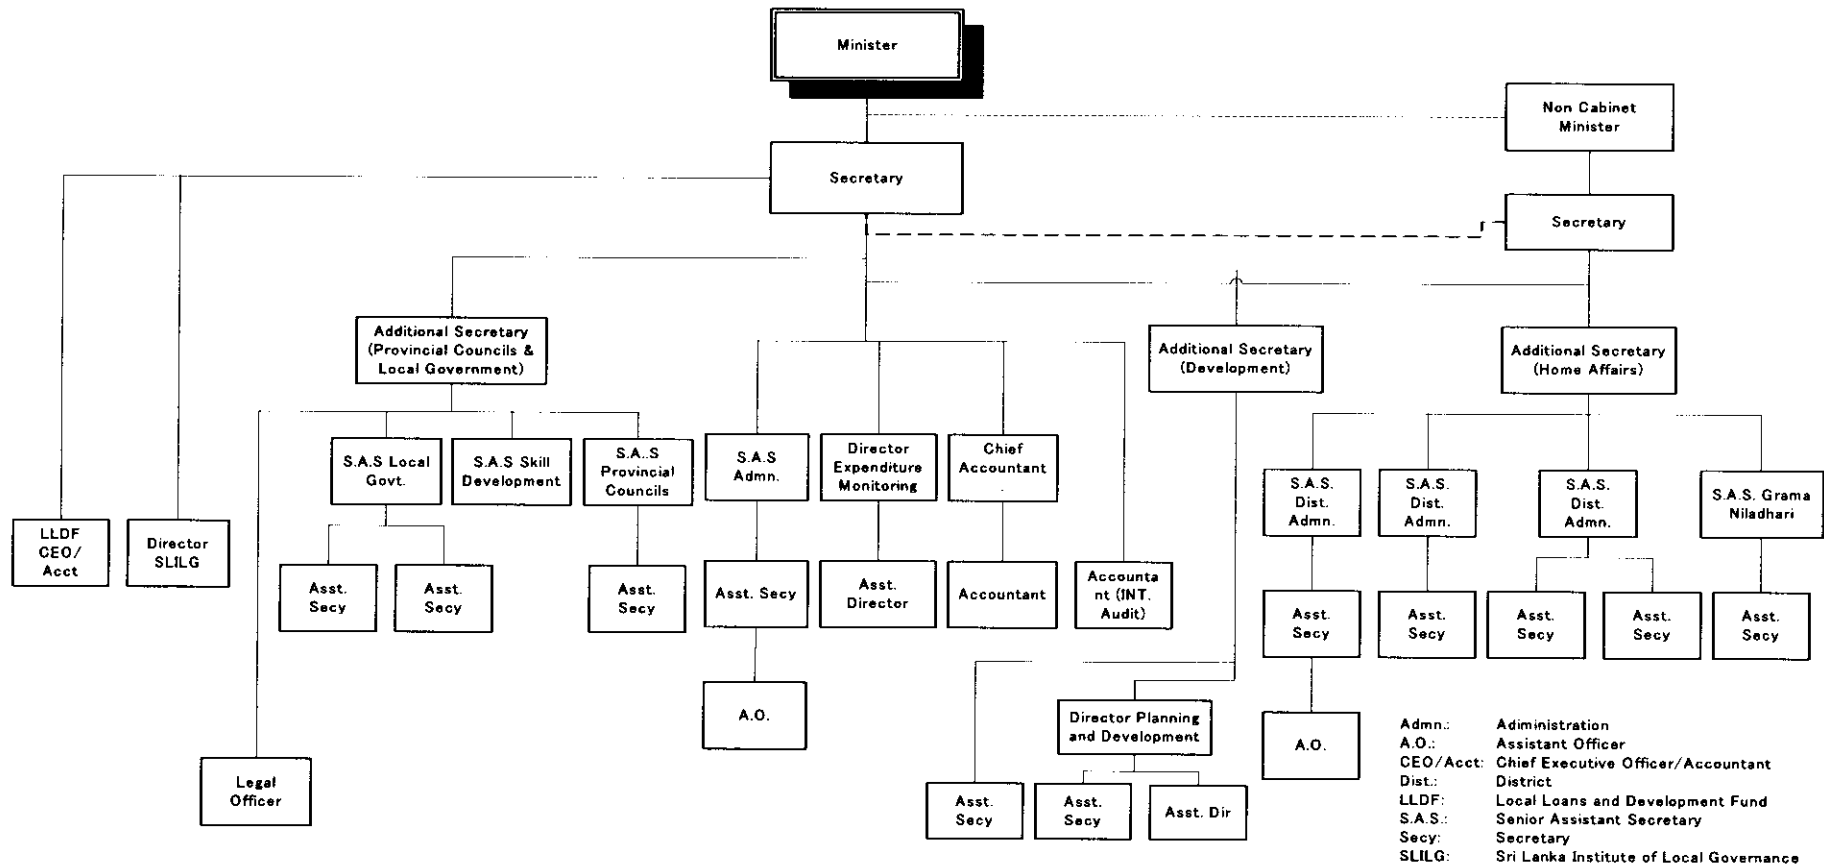 Minister
Non Cabinet
Minister
Secretary
Secretary
Additional Secretary
(Provincial Councils &
Local Government)
Additional Secretary
(Development)
Additional Secretary
(Home Affairs)
S.A.S Local
Govt.
S.A.S Skill
Development
S.A..S
Provincial
Councils
S.A.S
Admn.
Director
Expenditure
Monitoring
Chief
Accountant
S.A.S.
Dist.
Admn.
S.A.S.
Dist.
Admn.
S.A.S.
Dist.
Admn.
S.A.S. Grama
Niladhari
LLDF
CEO/
Acct
Director
SLILG
Asst.
Secy
Asst.
Secy
Asst.
Secy
Asst. Secy
Asst.
Director
Accountant
Accounta
nt (INT.
Audit)
Asst.
Secy
Asst.
Secy
Asst.
Secy
Asst.
Secy
Asst.
Secy
A.O.
Director Planning
and Development
A.O.
Legal
Officer
Asst.
Secy
Asst.
Secy
Asst. Dir
Admn.: Adiministration
A.O.: Assistant Officer
CEO/Acct: Chief Executive Officer/Accountant
Dist.: District
LLDF: Local Loans and Development Fund
S.A.S.: Senior Assistant Secretary
Secy: Secretary
SLILG: Sri Lanka Institute of Local Governance